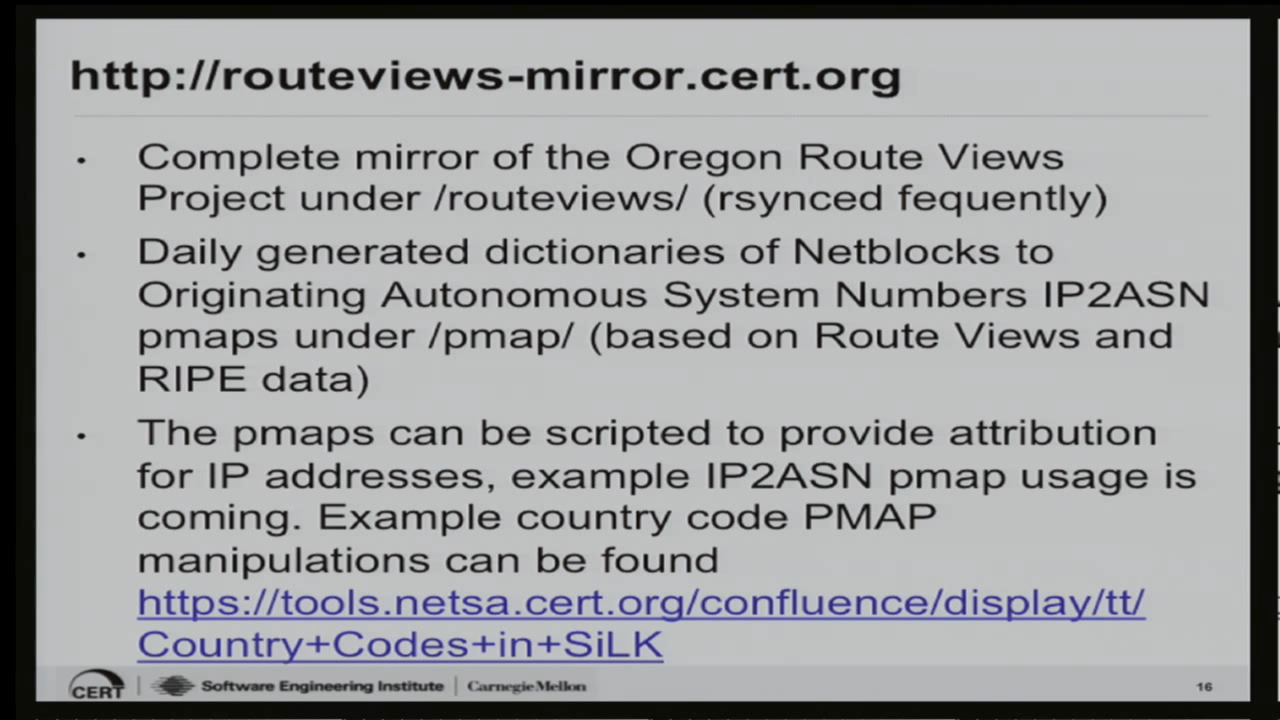 http://routeviews-mirror.cert.org
• Complete mirror of the Oregon Route Views
Project under /routeviews/ (rsynced fequently)
• Daily generated dictionaries of Netblocks to
Originating Autonomous System Numbers IP2ASN
pmaps under /pmap/ (based on Route Views and
RIPE data)
• The pmaps can be scripted to provide attribution
for IP addresses, example IP2ASN pmap usage is
coming. Example country code PMAP
manipulations can be found
https://tools.netsa.cert.org/confluence/display/tt/
Country+Codes+in+SiLK
CERT | Software Engineering Institute | Carnegie Mellon 16